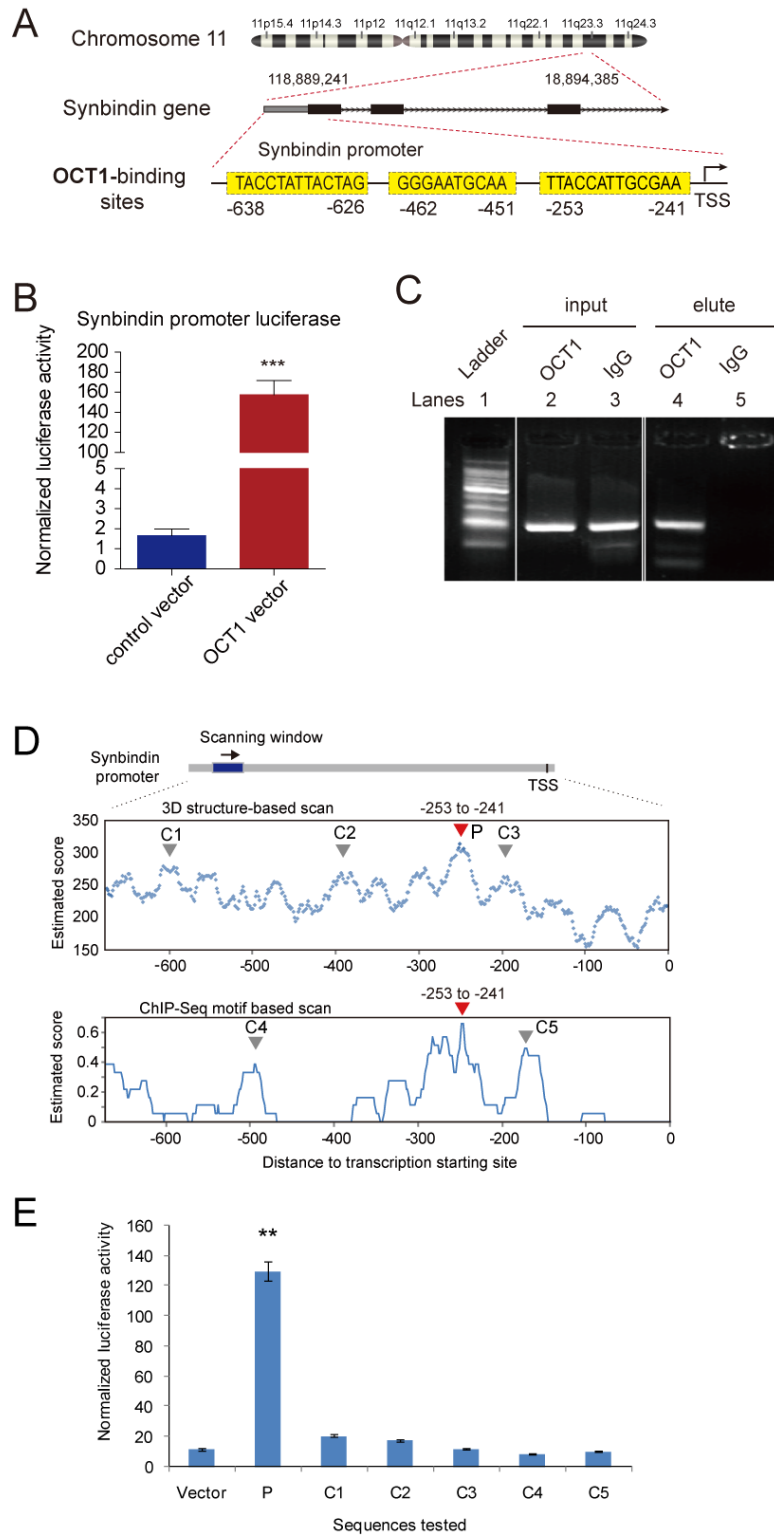 A
11p15.4 11p14.3 11p12 11q12.1 11q13.2 11q22.1 11q23.3 11q24.3
Chromosome 11
118,889,241 18,894,385
Synbindin gene
Synbindin promoter
OCT1-binding sites
TACCTATTACTAG GGGAATGCAA TTACCATTGCGAA
-638 -626 -462 -451 -253 -241 TSS
B
Synbindin promoter luciferase
Normalized luciferase activity
200
180
160
140
120
100
5
4
3
2
1
0
***
control vector
OCT1 vector
C
input elute
Ladder OCT1 IgG OCT1 IgG
Lanes 1 2 3 4 5
D
Scanning window
Synbindin promoter
TSS
3D structure-based scan
-253 to -241
C1 C2 P C3
Estimated score
350
300
250
200
150
-600 -500 -400 -300 -200 -100 0
ChIP-Seq motif based scan
-253 to -241
C4 C5
Estimated score
0.6
0.4
0.2
0
-600 -500 -400 -300 -200 -100 0
Distance to transcription starting site
E
Normalized luciferase activity
160
140
120
100
80
60
40
20
0
**
Vector P C1 C2 C3 C4 C5
Sequences tested